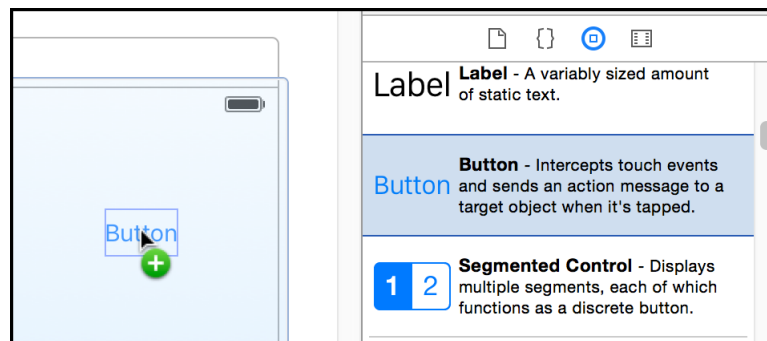 Button
{}
Label
Label - A variably sized amount
of static text.
Button
Button - Intercepts touch events
and sends an action message to a
target object when it's tapped.
1 2
Segmented Control - Displays
multiple segments, each of which
functions as a discrete button.